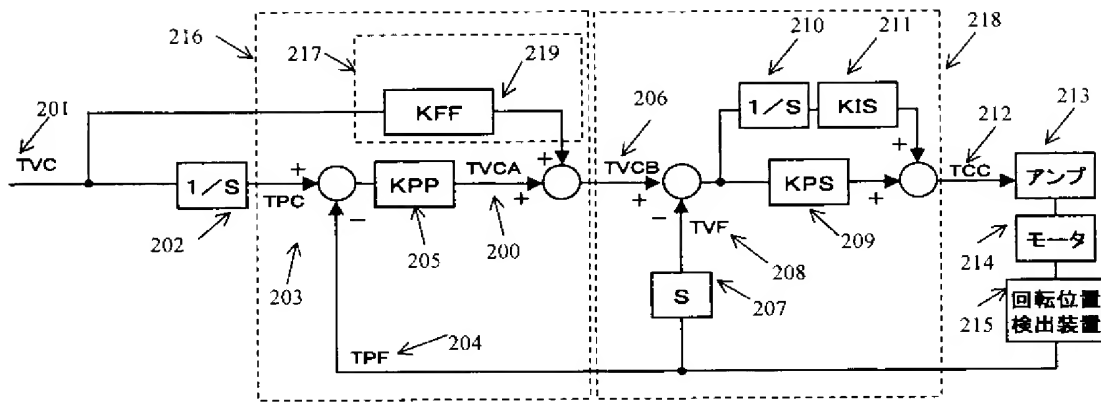 216
217
219
210
211
218
KFF
1/S
KIS
201
TVC
206
212
213
1/S
TPC
+
−
KPP
TVCA
+
+
TVCB
+
−
KPS
+
+
TCC
アンプ
202
203
205
200
TVF
208
209
214
モータ
S
207
215
回転位置
検出装置
TPF
204